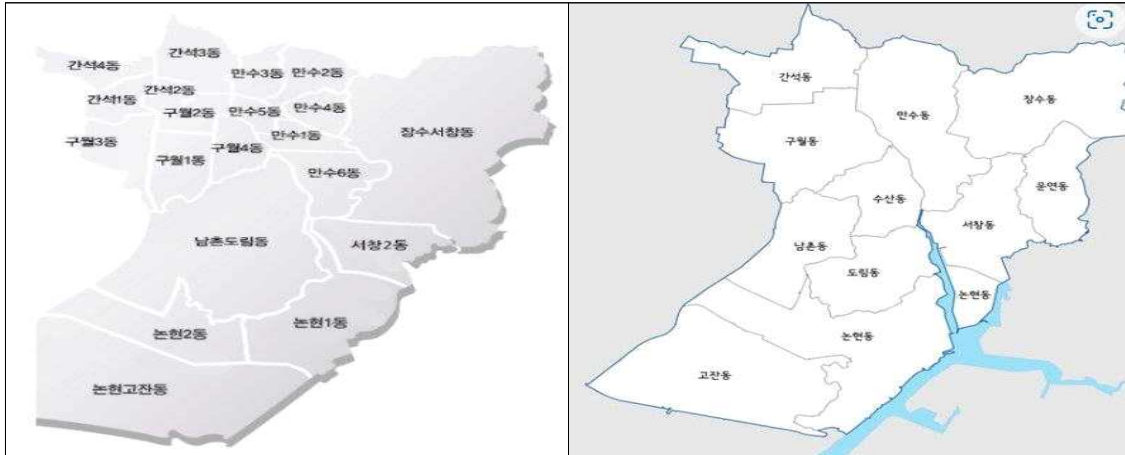 간석3동
간석4동
만수3동
만수2동
간석2동
간석1동
구월2동
만수5동
만수4동
장수서창동
만수1동
구월3동
구월4동
구월1동
만수6동
남촌도림동
서창2동
논현1동
논현2동
논현고잔동
간석동
장수동
만수동
구월동
운연동
수산동
서창동
남촌동
도림동
논현동
논현동
고잔동